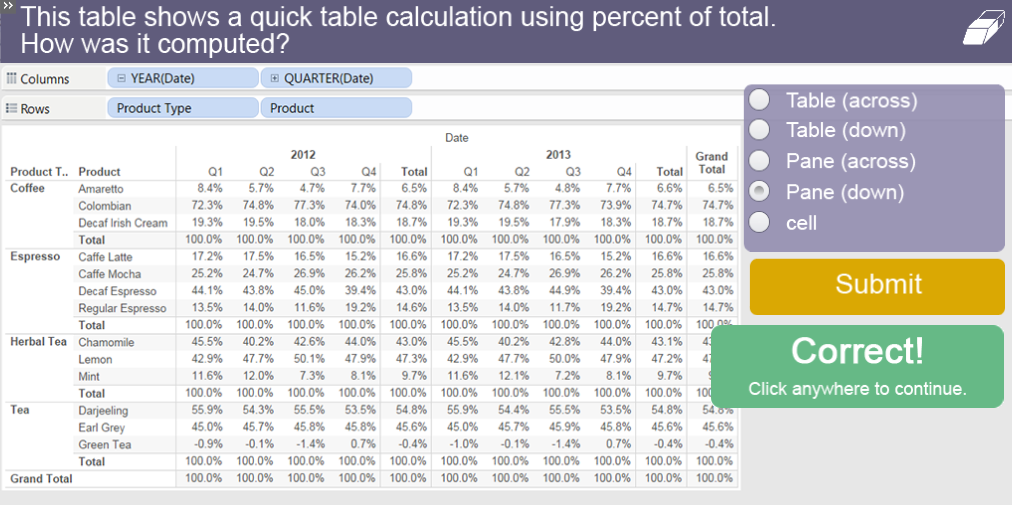 »
This table shows a quick table calculation using percent of total.
How was it computed?
Columns YEAR(Date) QUARTER(Date)
Rows Product Type Product
Table (across)
Table (down)
Pane (across)
Pane (down)
cell
Submit
Correct!
Click anywhere to continue.
Date
2012 2013 Grand
Product T.. Product Q1 Q2 Q3 Q4 Total Q1 Q2 Q3 Q4 Total Total
Coffee Amaretto 8.4% 5.7% 4.7% 7.7% 6.5% 8.4% 5.7% 4.8% 7.7% 6.6% 6.5%
Colombian 72.3% 74.8% 77.3% 74.0% 74.8% 72.3% 74.8% 77.3% 73.9% 74.7% 74.7%
Decaf Irish Cream 19.3% 19.5% 18.0% 18.3% 18.7% 19.3% 19.5% 17.9% 18.3% 18.7% 18.7%
Total 100.0% 100.0% 100.0% 100.0% 100.0% 100.0% 100.0% 100.0% 100.0% 100.0% 100.0%
Espresso Caffe Latte 17.2% 17.5% 16.5% 15.2% 16.6% 17.2% 17.5% 16.5% 15.2% 16.6% 16.6%
Caffe Mocha 25.2% 24.7% 26.9% 26.2% 25.8% 25.2% 24.7% 26.9% 26.2% 25.8% 25.8%
Decaf Espresso 44.1% 43.8% 45.0% 39.4% 43.0% 44.1% 43.8% 44.9% 39.4% 43.0% 43.0%
Regular Espresso 13.5% 14.0% 11.6% 19.2% 14.6% 13.5% 14.0% 11.7% 19.2% 14.7% 14.7%
Total 100.0% 100.0% 100.0% 100.0% 100.0% 100.0% 100.0% 100.0% 100.0% 100.0% 100.0%
Herbal Tea Chamomile 45.5% 40.2% 42.6% 44.0% 43.0% 45.5% 40.2% 42.8% 44.0% 43.1%
Lemon 42.9% 47.7% 50.1% 47.9% 47.3% 42.9% 47.7% 50.0% 47.9% 47.2%
Mint 11.6% 12.0% 7.3% 8.1% 9.7% 11.6% 12.1% 7.2% 8.1% 9.7%
Total 100.0% 100.0% 100.0% 100.0% 100.0% 100.0% 100.0% 100.0% 100.0% 100.0%
Tea Darjeeling 55.9% 54.3% 55.5% 53.5% 54.8% 55.9% 54.4% 55.5% 53.5% 54.8% 54.8%
Earl Grey 45.0% 45.7% 45.8% 45.8% 45.6% 45.0% 45.7% 45.9% 45.8% 45.6% 45.6%
Green Tea -0.9% -0.1% -1.4% 0.7% -0.4% -1.0% -0.1% -1.4% 0.7% -0.4% -0.4%
Total 100.0% 100.0% 100.0% 100.0% 100.0% 100.0% 100.0% 100.0% 100.0% 100.0% 100.0%
Grand Total 100.0% 100.0% 100.0% 100.0% 100.0% 100.0% 100.0% 100.0% 100.0% 100.0% 100.0%